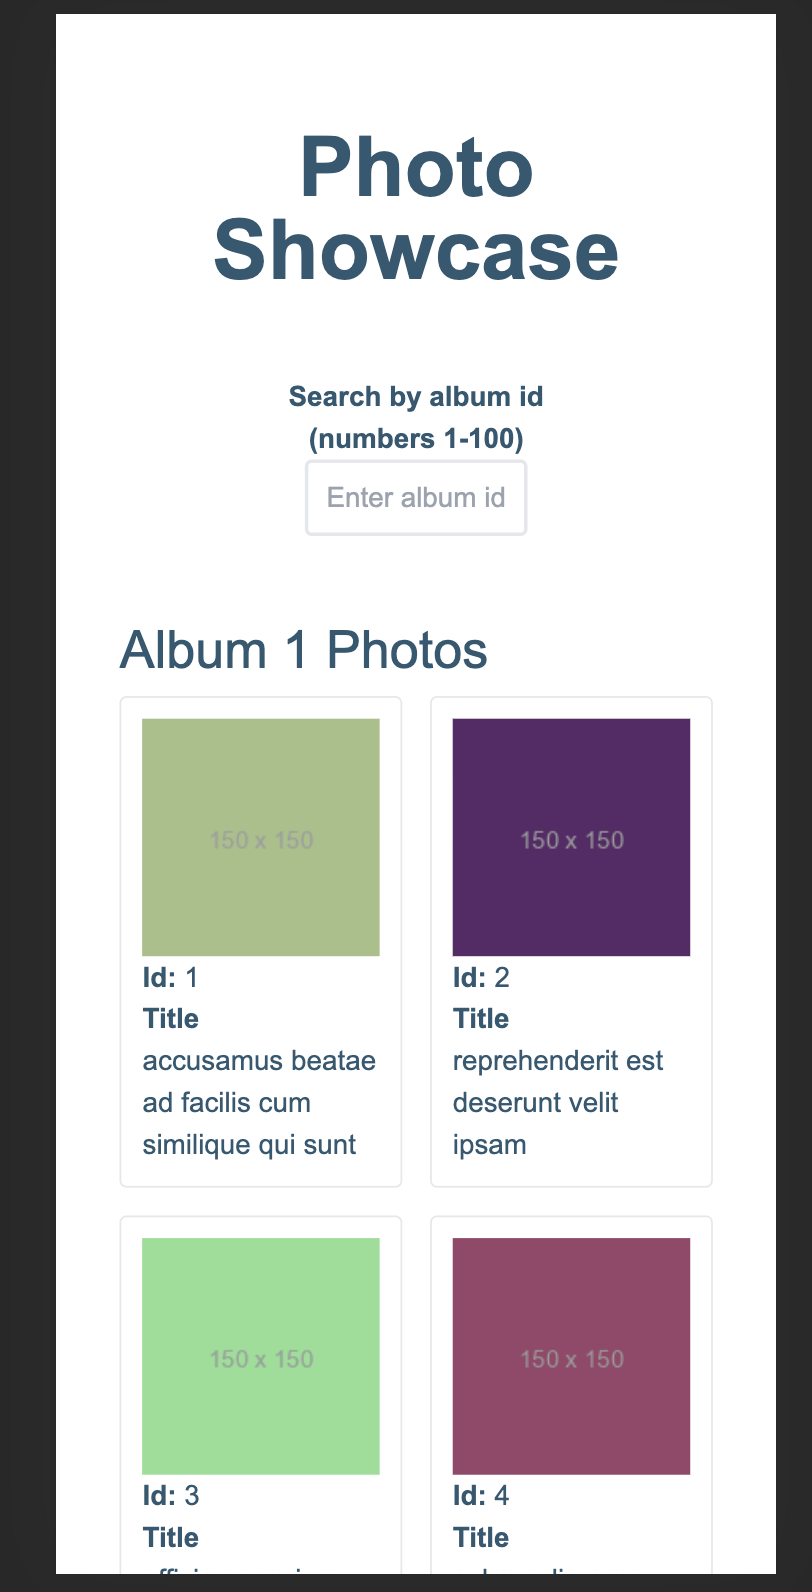 Photo
Showcase
Search by album id
(numbers 1-100)
Enter album id
Album 1 Photos
150 x 150
Id: 1
Title
accusamus beatae
ad facilis cum
similique qui sunt
150 x 150
Id: 2
Title
reprehenderit est
deserunt velit
ipsam
150 x 150
Id: 3
Title
150 x 150
Id: 4
Title